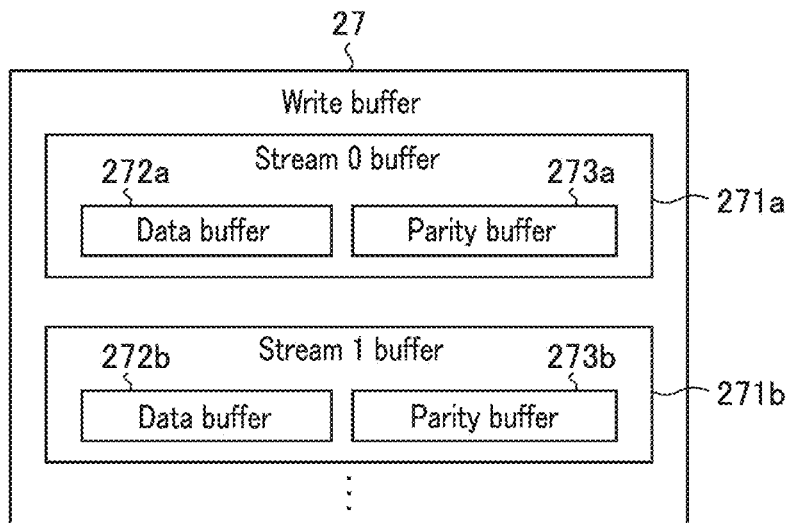 27
Write buffer
Stream 0 buffer
272a
273a
271a
Data buffer
Parity buffer
Stream 1 buffer
272b
273b
271b
Data buffer
Parity buffer
⋮